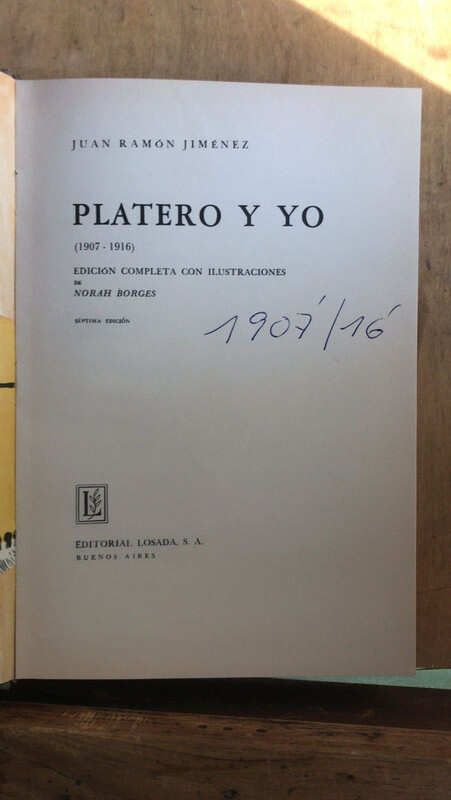 JUAN RAMÓN JIMÉNEZ
PLATERO Y YO
(1907 - 1916)
EDICIÓN COMPLETA CON ILUSTRACIONES
DE
NORAH BORGES
SÉPTIMA EDICIÓN
1907/16
L
EDITORIAL LOSADA, S. A.
BUENOS AIRES